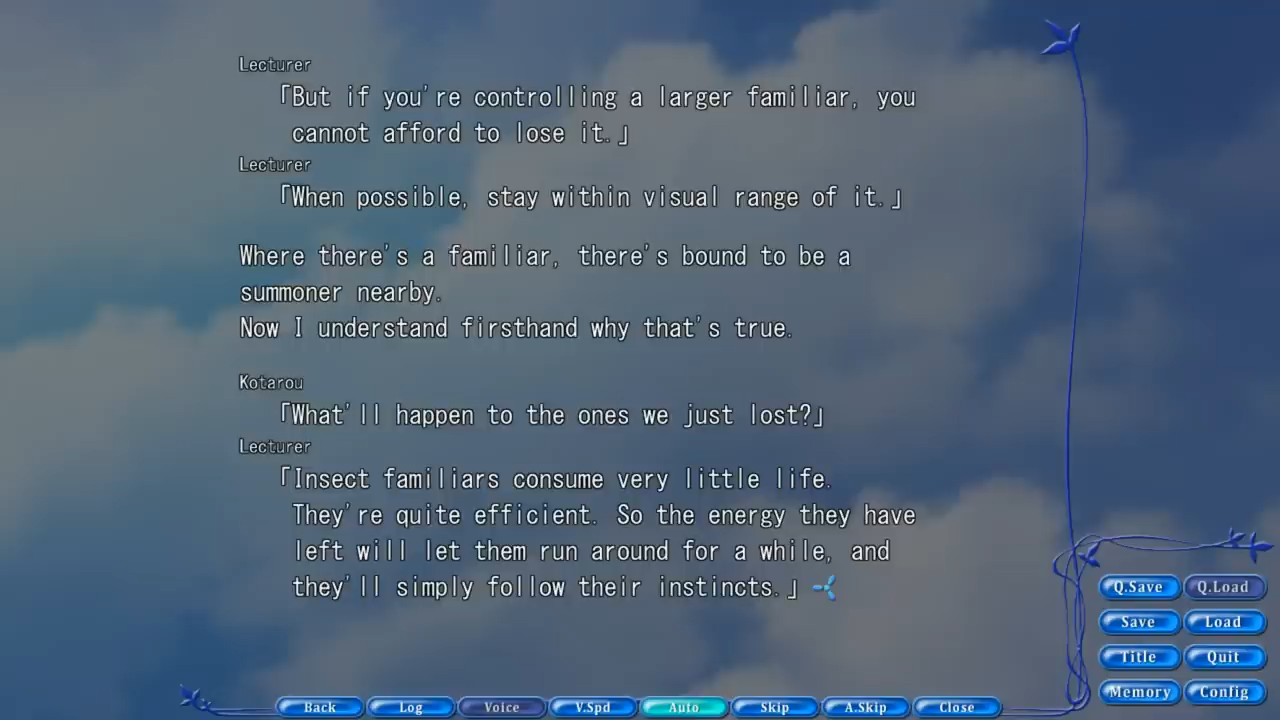 Lecturer
「But if you're controlling a larger familiar, you
cannot afford to lose it.」
Lecturer
「When possible, stay within visual range of it.」
Where there's a familiar, there's bound to be a
summoner nearby.
Now I understand firsthand why that's true.
Kotarou
「What'll happen to the ones we just lost?」
Lecturer
「Insect familiars consume very little life.
They're quite efficient. So the energy they have
left will let them run around for a while, and
they'll simply follow their instincts.」
Q.Save Q.Load
Save Load
Title Quit
Memory Config
Back Log Voice V.Spd Auto Skip A.Skip Close